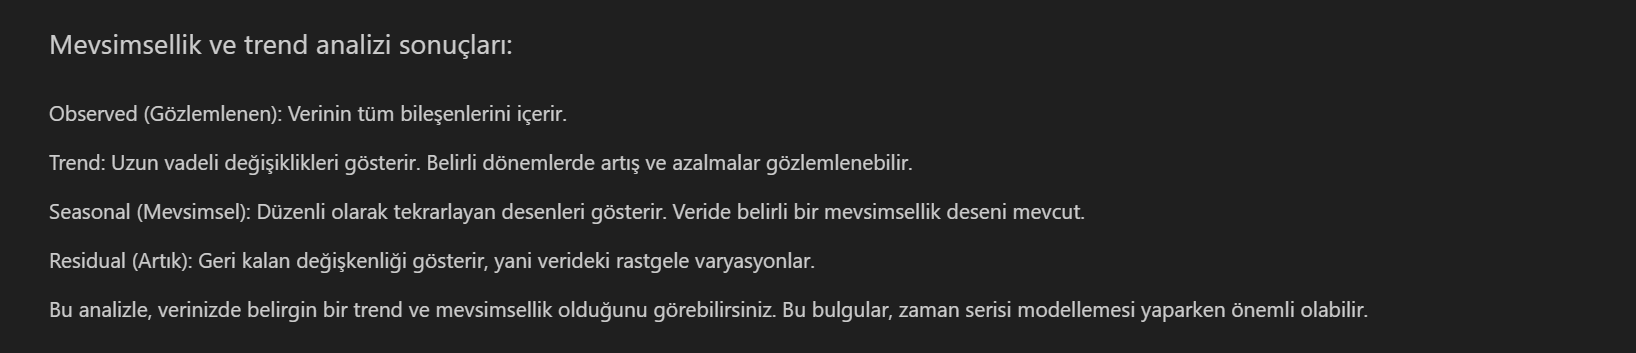 Mevsimsellik ve trend analizi sonuçları:
Observed (Gözlemlenen): Verinin tüm bileşenlerini içerir.
Trend: Uzun vadeli değişiklikleri gösterir. Belirli dönemlerde artış ve azalmalar gözlemlenebilir.
Seasonal (Mevsimsel): Düzenli olarak tekrarlayan desenleri gösterir. Veride belirli bir mevsimsellik deseni mevcut.
Residual (Artık): Geri kalan değişkenliği gösterir, yani verideki rastgele varyasyonlar.
Bu analizle, verinizde belirgin bir trend ve mevsimsellik olduğunu görebilirsiniz. Bu bulgular, zaman serisi modellemesi yaparken önemli olabilir.